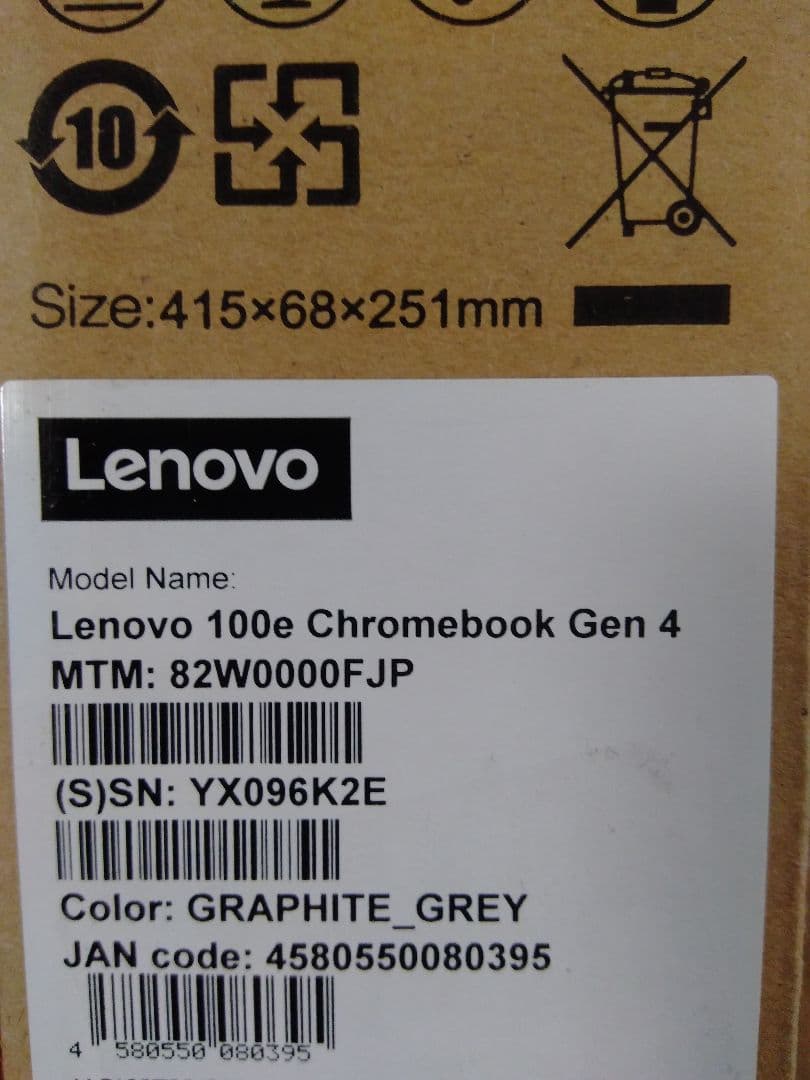 10
Size:415×68×251mm
Lenovo
Model Name:
Lenovo 100e Chromebook Gen 4
MTM: 82W0000FJP
(S)SN: YX096K2E
Color: GRAPHITE_GREY
JAN code: 4580550080395
4 580550 080395